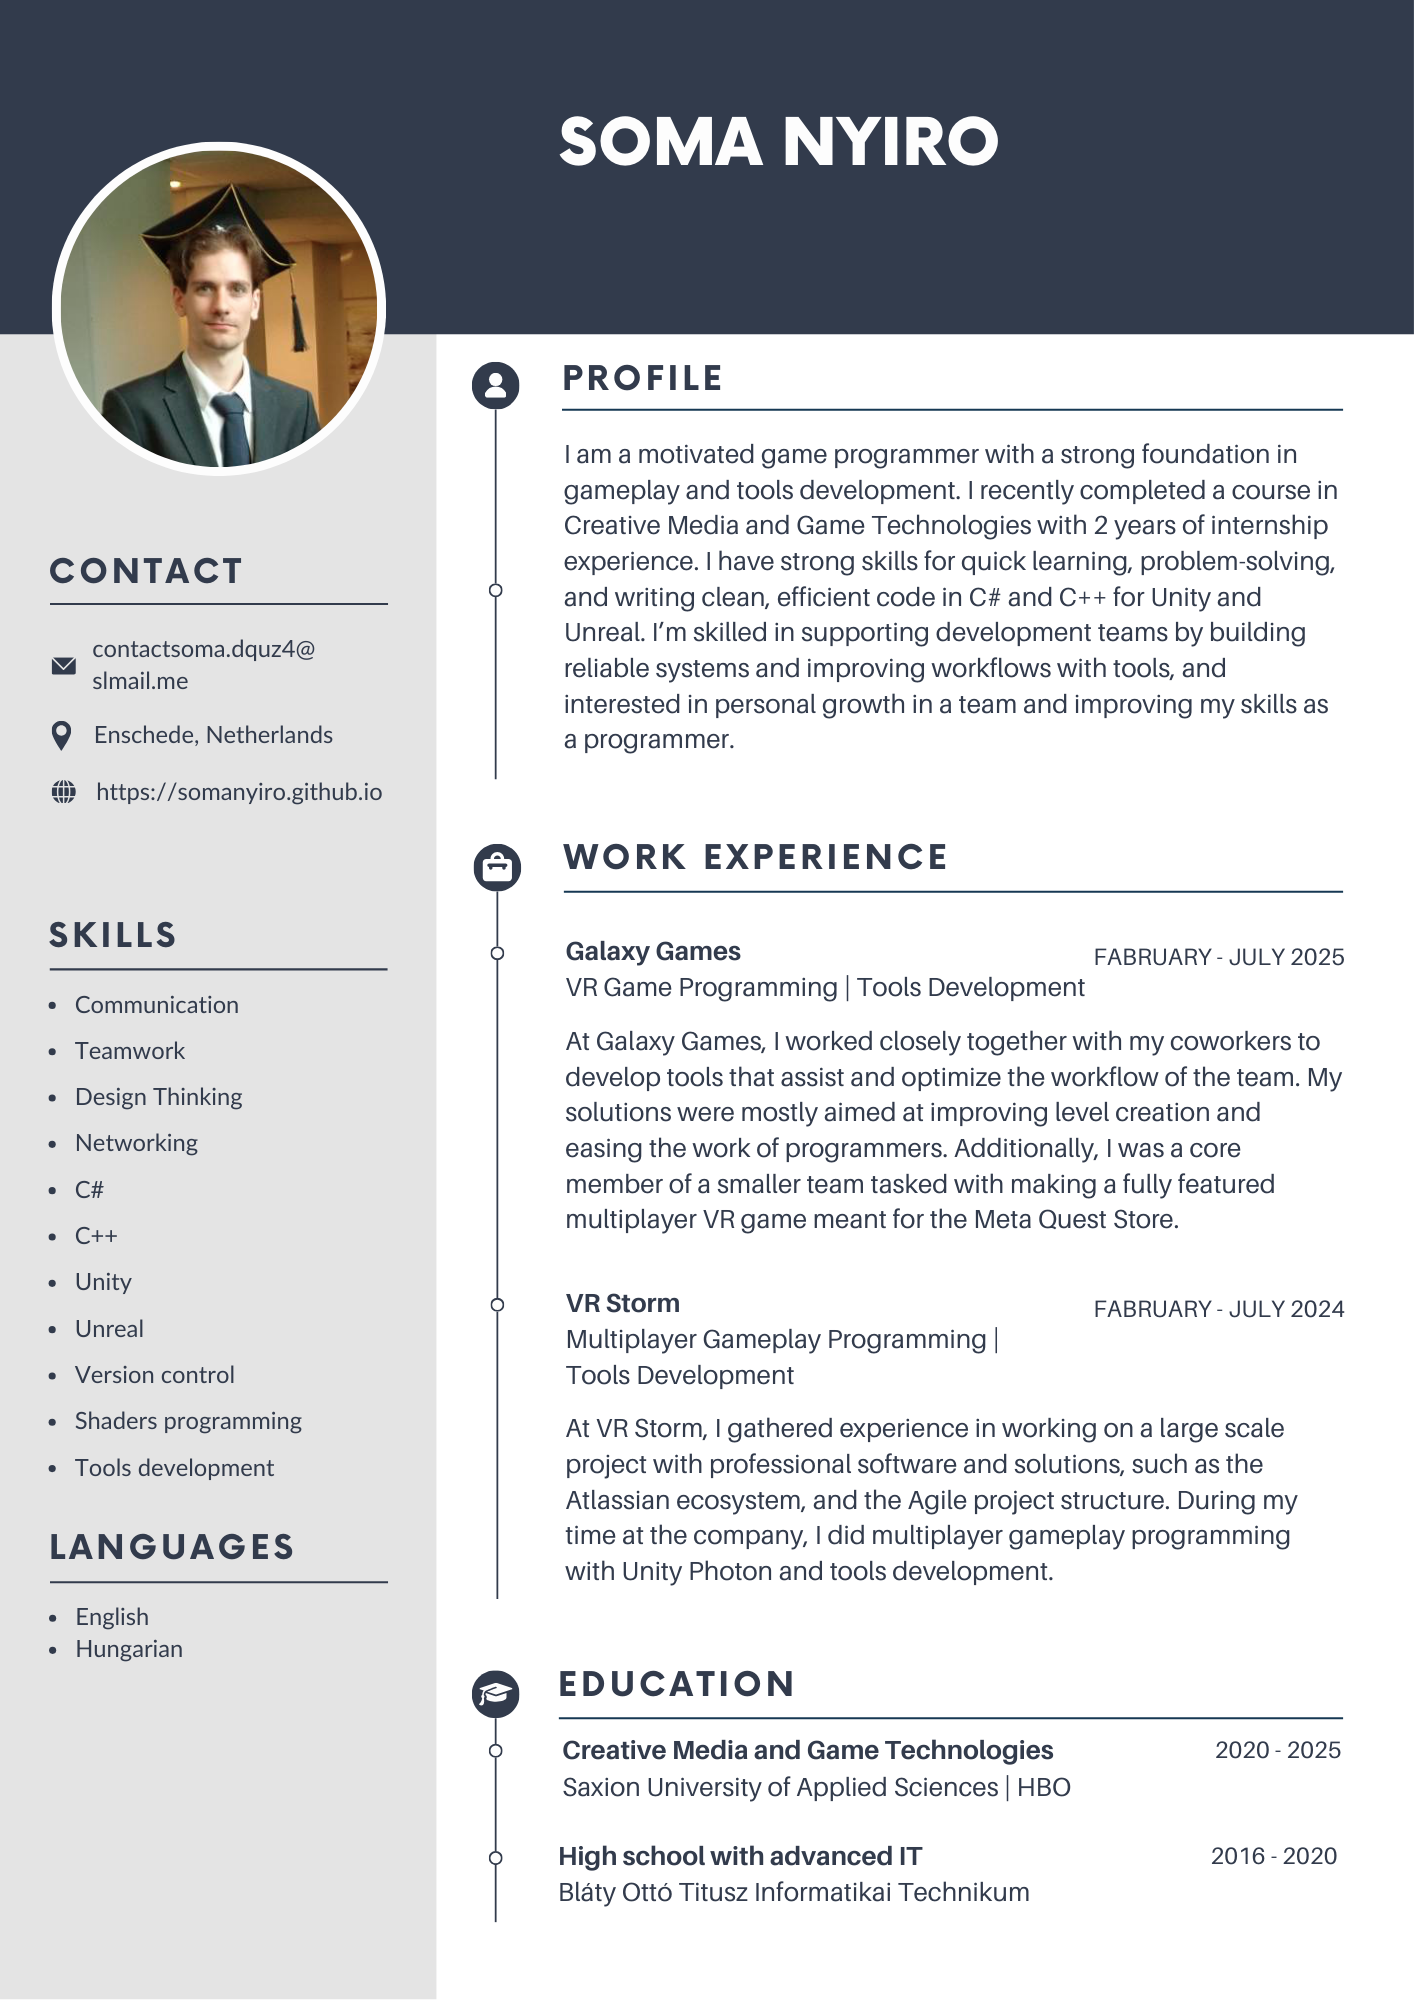 SOMA NYIRO
CONTACT
contactsoma.dquz4@
slmail.me
Enschede, Netherlands
https://somanyiro.github.io
SKILLS
• Communication
• Teamwork
• Design Thinking
• Networking
• C#
• C++
• Unity
• Unreal
• Version control
• Shaders programming
• Tools development
LANGUAGES
• English
• Hungarian
PROFILE
I am a motivated game programmer with a strong foundation in
gameplay and tools development. I recently completed a course in
Creative Media and Game Technologies with 2 years of internship
experience. I have strong skills for quick learning, problem-solving,
and writing clean, efficient code in C# and C++ for Unity and
Unreal. I’m skilled in supporting development teams by building
reliable systems and improving workflows with tools, and
interested in personal growth in a team and improving my skills as
a programmer.
WORK EXPERIENCE
Galaxy Games FABRUARY - JULY 2025
VR Game Programming | Tools Development
At Galaxy Games, I worked closely together with my coworkers to
develop tools that assist and optimize the workflow of the team. My
solutions were mostly aimed at improving level creation and
easing the work of programmers. Additionally, I was a core
member of a smaller team tasked with making a fully featured
multiplayer VR game meant for the Meta Quest Store.
VR Storm FABRUARY - JULY 2024
Multiplayer Gameplay Programming |
Tools Development
At VR Storm, I gathered experience in working on a large scale
project with professional software and solutions, such as the
Atlassian ecosystem, and the Agile project structure. During my
time at the company, I did multiplayer gameplay programming
with Unity Photon and tools development.
EDUCATION
Creative Media and Game Technologies 2020 - 2025
Saxion University of Applied Sciences | HBO
High school with advanced IT 2016 - 2020
Bláty Ottó Titusz Informatikai Technikum